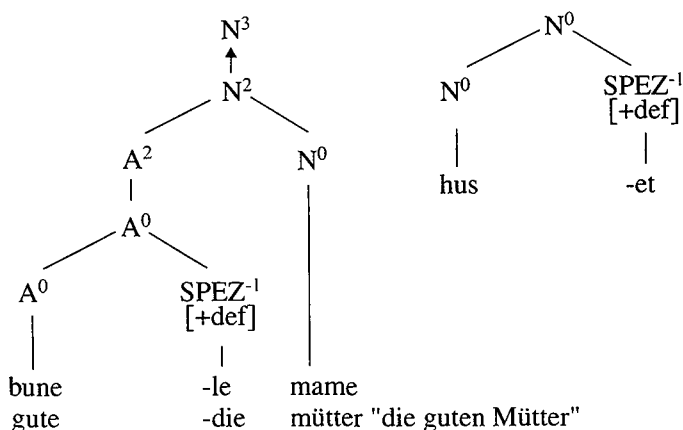 N³
N⁰
N²
N⁰
SPEZ⁻¹
[+def]
A²
N⁰
hus
-et
A⁰
A⁰
SPEZ⁻¹
[+def]
bune
-le
mame
gute
-die
mütter "die guten Mütter"